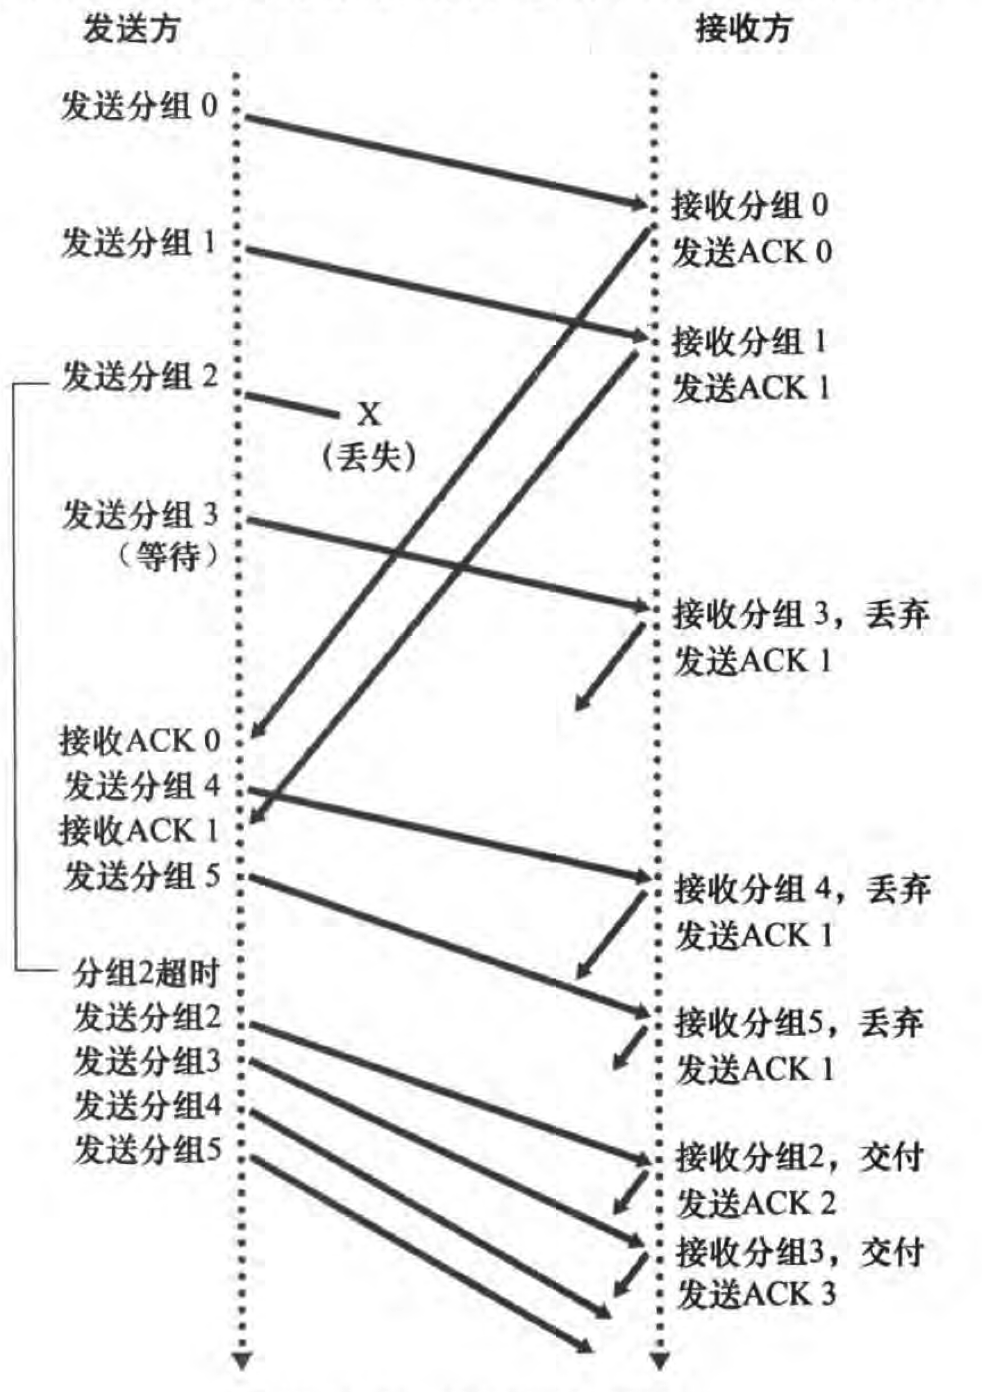 发送方
接收方
发送分组 0
接收分组 0
发送ACK 0
发送分组 1
接收分组 1
发送ACK 1
发送分组 2
X
(丢失)
发送分组 3
（等待）
接收分组 3，丢弃
发送ACK 1
接收ACK 0
发送分组 4
接收ACK 1
发送分组 5
接收分组 4，丢弃
发送ACK 1
分组2超时
发送分组2
发送分组3
发送分组4
发送分组5
接收分组5，丢弃
发送ACK 1
接收分组2，交付
发送ACK 2
接收分组3，交付
发送ACK 3